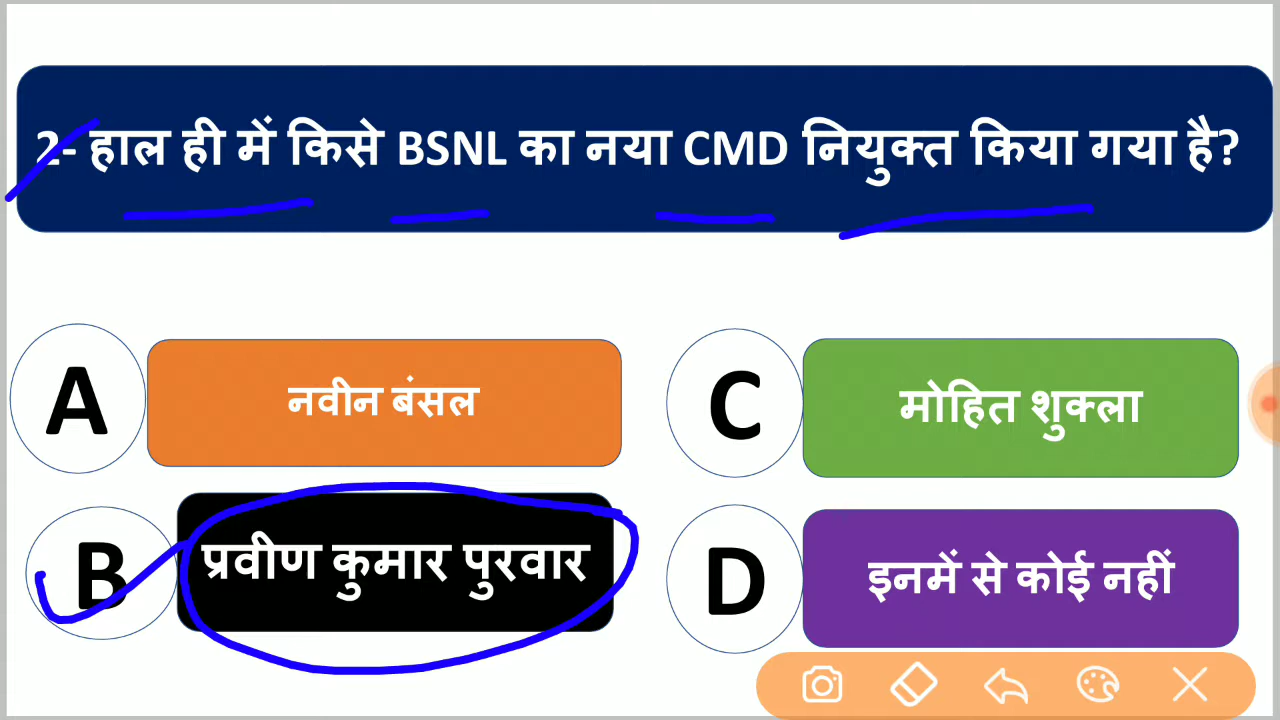 2- हाल ही में किसे BSNL का नया CMD नियुक्त किया गया है?
A
नवीन बंसल
B
प्रवीण कुमार पुरवार
C
मोहित शुक्ला
D
इनमें से कोई नहीं